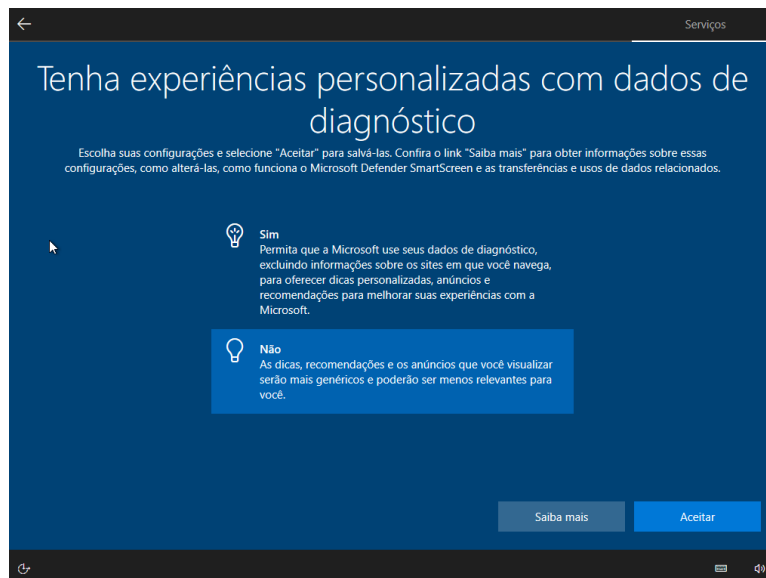 Serviços
Tenha experiências personalizadas com dados de
diagnóstico
Escolha suas configurações e selecione "Aceitar" para salvá-las. Confira o link "Saiba mais" para obter informações sobre essas
configurações, como alterá-las, como funciona o Microsoft Defender SmartScreen e as transferências e usos de dados relacionados.
Sim
Permita que a Microsoft use seus dados de diagnóstico,
excluindo informações sobre os sites em que você navega,
para oferecer dicas personalizadas, anúncios e
recomendações para melhorar suas experiências com a
Microsoft.
Não
As dicas, recomendações e os anúncios que você visualizar
serão mais genéricos e poderão ser menos relevantes para
você.
Saiba mais
Aceitar